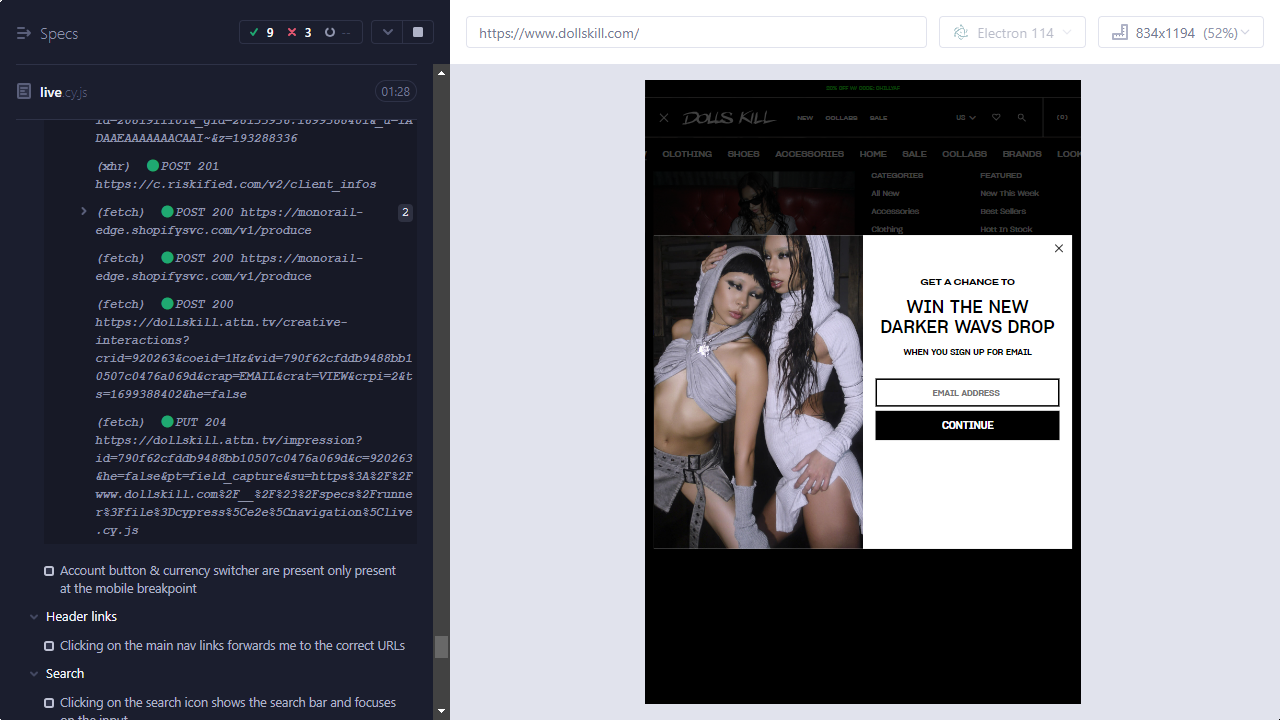 Specs
9
3
--
live.cy.js
01:28
DAAEAAAAAAACAAI~&z=193288336
(xhr) POST 201
https://c.riskified.com/v2/client_infos
(fetch) POST 200 https://monorail-
edge.shopifysvc.com/v1/produce
2
(fetch) POST 200 https://monorail-
edge.shopifysvc.com/v1/produce
(fetch) POST 200
https://dollskill.attn.tv/creative-
interactions?
crid=920263&coeid=1Hz&vid=790f62cfddb9488bb1
0507c0476a069d&crap=EMAIL&crat=VIEW&crpi=2&t
s=1699388402&he=false
(fetch) PUT 204
https://dollskill.attn.tv/impression?
id=790f62cfddb9488bb10507c0476a069d&c=920263
&he=false&pt=field_capture&su=https%3A%2F%2F
www.dollskill.com%2F__%2F%23%2Fspecs%2Frunne
r%3Ffile%3Dcypress%5Ce2e%5Cnavigation%5Clive
.cy.js
Account button & currency switcher are present only present
at the mobile breakpoint
Header links
Clicking on the main nav links forwards me to the correct URLs
Search
Clicking on the search icon shows the search bar and focuses
on the input
https://www.dollskill.com/
Electron 114
834x1194 (52%)
DOLLS KILL
NEW COLLABS SALE
US
(0)
CLOTHING SHOES ACCESSORIES HOME SALE COLLABS BRANDS LOOK
CATEGORIES
FEATURED
All New
New This Week
Accessories
Best Sellers
Clothing
Hott In Stock
GET A CHANCE TO
WIN THE NEW
DARKER WAVS DROP
WHEN YOU SIGN UP FOR EMAIL
EMAIL ADDRESS
CONTINUE